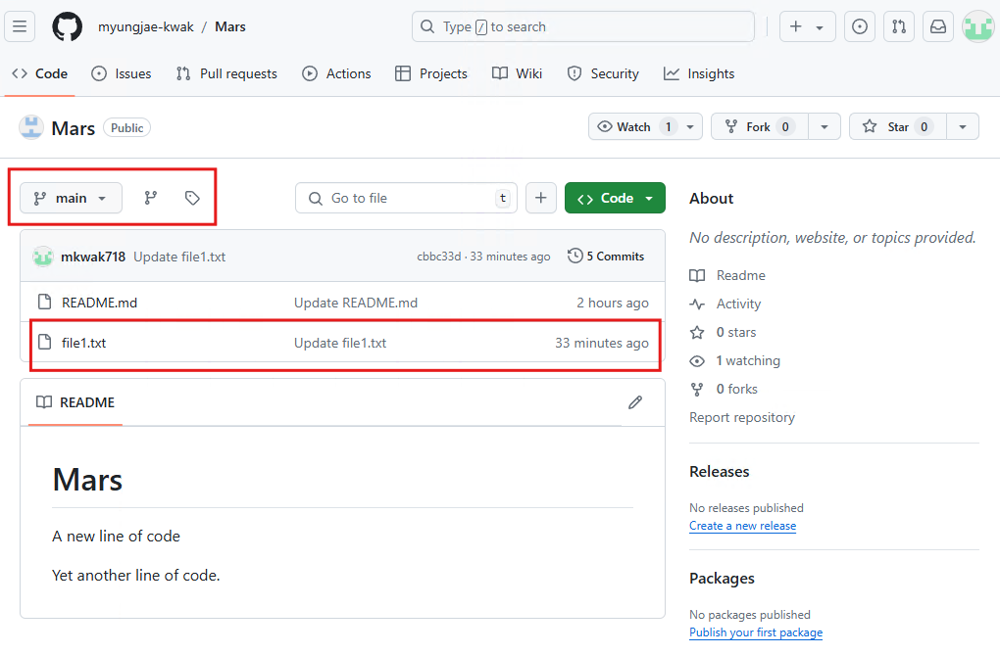 myungjae-kwak / Mars
Type / to search
Code Issues Pull requests Actions Projects Wiki Security Insights
Mars Public
Watch 1 Fork 0 Star 0
main
Go to file t
Code
mkwak718 Update file1.txt cbbc33d · 33 minutes ago 5 Commits
README.md Update README.md 2 hours ago
file1.txt Update file1.txt 33 minutes ago
README
Mars
A new line of code
Yet another line of code.
About
No description, website, or topics provided.
Readme
Activity
0 stars
1 watching
0 forks
Report repository
Releases
No releases published
Create a new release
Packages
No packages published
Publish your first package